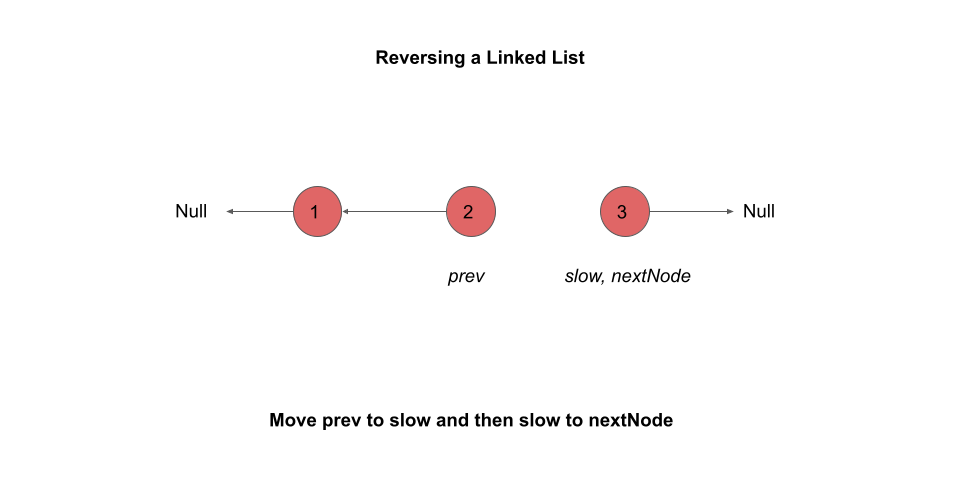 Reversing a Linked List
Null 1 2 3 Null
prev slow, nextNode
Move prev to slow and then slow to nextNode